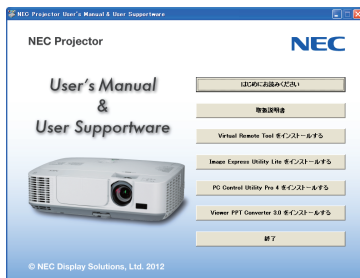 NEC Projector User's Manual & User Supportware
NEC Projector
NEC
User's Manual
&
User Supportware
はじめにお読みください
取扱説明書
Virtual Remote Tool をインストールする
Image Express Utility Lite をインストールする
PC Control Utility Pro 4 をインストールする
Viewer PPT Converter 3.0 をインストールする
終了
© NEC Display Solutions, Ltd. 2012